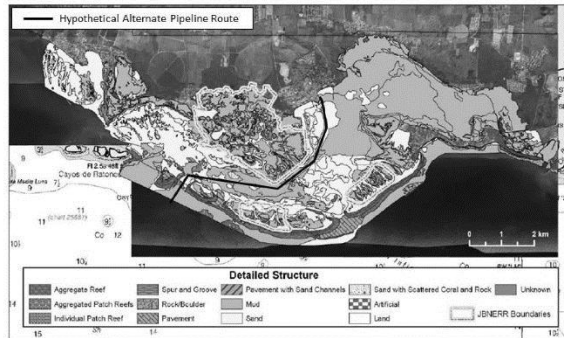 Hypothetical Alternate Pipeline Route
Cayos de Ratones
0 1 2 km
Detailed Structure
Aggregate Reef
Spur and Groove
Pavement with Sand Channels
Sand with Scattered Coral and Rock
Unknown
Aggregated Patch Reefs
Rock/Boulder
Mud
Artificial
Individual Patch Reef
Pavement
Sand
Land
JBNERR Boundaries